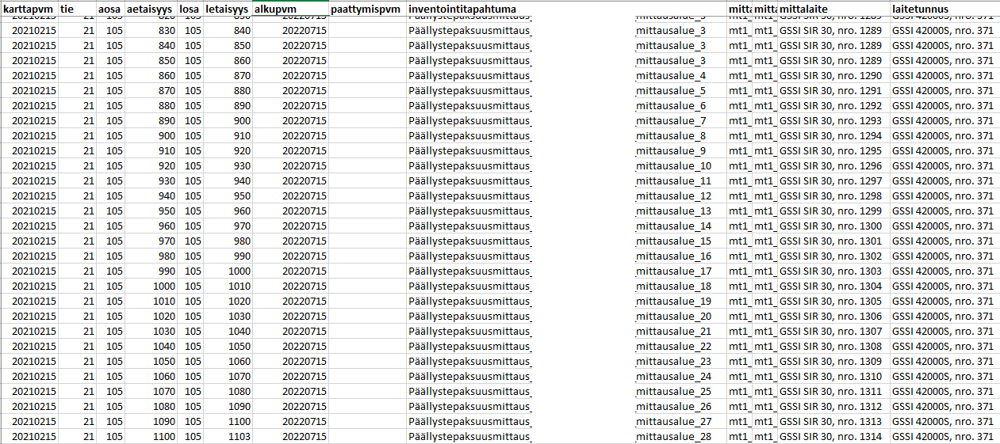 karttapvm tie aosa aetaisyys losa letaisyys alkupvm paattymispvm inventointitapahtuma mittalaite laitetunnus
20210215 21 105 830 105 840 20220715 Päällystepaksuusmittaus_ mittausalue_3 mt1_ mt1_ GSSI SIR 30, nro. 1289 GSSI 42000S, nro. 371
20210215 21 105 840 105 850 20220715 Päällystepaksuusmittaus_ mittausalue_3 mt1_ mt1_ GSSI SIR 30, nro. 1289 GSSI 42000S, nro. 371
20210215 21 105 850 105 860 20220715 Päällystepaksuusmittaus_ mittausalue_3 mt1_ mt1_ GSSI SIR 30, nro. 1289 GSSI 42000S, nro. 371
20210215 21 105 860 105 870 20220715 Päällystepaksuusmittaus_ mittausalue_4 mt1_ mt1_ GSSI SIR 30, nro. 1290 GSSI 42000S, nro. 371
20210215 21 105 870 105 880 20220715 Päällystepaksuusmittaus_ mittausalue_5 mt1_ mt1_ GSSI SIR 30, nro. 1291 GSSI 42000S, nro. 371
20210215 21 105 880 105 890 20220715 Päällystepaksuusmittaus_ mittausalue_6 mt1_ mt1_ GSSI SIR 30, nro. 1292 GSSI 42000S, nro. 371
20210215 21 105 890 105 900 20220715 Päällystepaksuusmittaus_ mittausalue_7 mt1_ mt1_ GSSI SIR 30, nro. 1293 GSSI 42000S, nro. 371
20210215 21 105 900 105 910 20220715 Päällystepaksuusmittaus_ mittausalue_8 mt1_ mt1_ GSSI SIR 30, nro. 1294 GSSI 42000S, nro. 371
20210215 21 105 910 105 920 20220715 Päällystepaksuusmittaus_ mittausalue_9 mt1_ mt1_ GSSI SIR 30, nro. 1295 GSSI 42000S, nro. 371
20210215 21 105 920 105 930 20220715 Päällystepaksuusmittaus_ mittausalue_10 mt1_ mt1_ GSSI SIR 30, nro. 1296 GSSI 42000S, nro. 371
20210215 21 105 930 105 940 20220715 Päällystepaksuusmittaus_ mittausalue_11 mt1_ mt1_ GSSI SIR 30, nro. 1297 GSSI 42000S, nro. 371
20210215 21 105 940 105 950 20220715 Päällystepaksuusmittaus_ mittausalue_12 mt1_ mt1_ GSSI SIR 30, nro. 1298 GSSI 42000S, nro. 371
20210215 21 105 950 105 960 20220715 Päällystepaksuusmittaus_ mittausalue_13 mt1_ mt1_ GSSI SIR 30, nro. 1299 GSSI 42000S, nro. 371
20210215 21 105 960 105 970 20220715 Päällystepaksuusmittaus_ mittausalue_14 mt1_ mt1_ GSSI SIR 30, nro. 1300 GSSI 42000S, nro. 371
20210215 21 105 970 105 980 20220715 Päällystepaksuusmittaus_ mittausalue_15 mt1_ mt1_ GSSI SIR 30, nro. 1301 GSSI 42000S, nro. 371
20210215 21 105 980 105 990 20220715 Päällystepaksuusmittaus_ mittausalue_16 mt1_ mt1_ GSSI SIR 30, nro. 1302 GSSI 42000S, nro. 371
20210215 21 105 990 105 1000 20220715 Päällystepaksuusmittaus_ mittausalue_17 mt1_ mt1_ GSSI SIR 30, nro. 1303 GSSI 42000S, nro. 371
20210215 21 105 1000 105 1010 20220715 Päällystepaksuusmittaus_ mittausalue_18 mt1_ mt1_ GSSI SIR 30, nro. 1304 GSSI 42000S, nro. 371
20210215 21 105 1010 105 1020 20220715 Päällystepaksuusmittaus_ mittausalue_19 mt1_ mt1_ GSSI SIR 30, nro. 1305 GSSI 42000S, nro. 371
20210215 21 105 1020 105 1030 20220715 Päällystepaksuusmittaus_ mittausalue_20 mt1_ mt1_ GSSI SIR 30, nro. 1306 GSSI 42000S, nro. 371
20210215 21 105 1030 105 1040 20220715 Päällystepaksuusmittaus_ mittausalue_21 mt1_ mt1_ GSSI SIR 30, nro. 1307 GSSI 42000S, nro. 371
20210215 21 105 1040 105 1050 20220715 Päällystepaksuusmittaus_ mittausalue_22 mt1_ mt1_ GSSI SIR 30, nro. 1308 GSSI 42000S, nro. 371
20210215 21 105 1050 105 1060 20220715 Päällystepaksuusmittaus_ mittausalue_23 mt1_ mt1_ GSSI SIR 30, nro. 1309 GSSI 42000S, nro. 371
20210215 21 105 1060 105 1070 20220715 Päällystepaksuusmittaus_ mittausalue_24 mt1_ mt1_ GSSI SIR 30, nro. 1310 GSSI 42000S, nro. 371
20210215 21 105 1070 105 1080 20220715 Päällystepaksuusmittaus_ mittausalue_25 mt1_ mt1_ GSSI SIR 30, nro. 1311 GSSI 42000S, nro. 371
20210215 21 105 1080 105 1090 20220715 Päällystepaksuusmittaus_ mittausalue_26 mt1_ mt1_ GSSI SIR 30, nro. 1312 GSSI 42000S, nro. 371
20210215 21 105 1090 105 1100 20220715 Päällystepaksuusmittaus_ mittausalue_27 mt1_ mt1_ GSSI SIR 30, nro. 1313 GSSI 42000S, nro. 371
20210215 21 105 1100 105 1103 20220715 Päällystepaksuusmittaus_ mittausalue_28 mt1_ mt1_ GSSI SIR 30, nro. 1314 GSSI 42000S, nro. 371